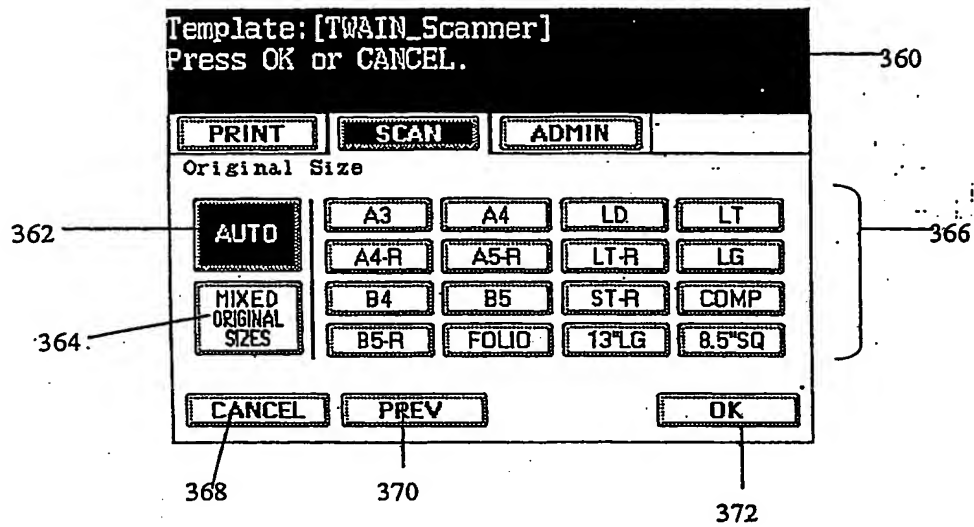 Template:[TWAIN_Scanner]
Press OK or CANCEL.
360
PRINT SCAN ADMIN
Original Size
362
AUTO
A3 A4 LD LT
366
A4-R A5-R LT-R LG
364
MIXED
ORIGINAL
SIZES
B4 B5 ST-R COMP
B5-R FOLIO 13"LG 8.5"SQ
CANCEL PREV OK
368 370 372